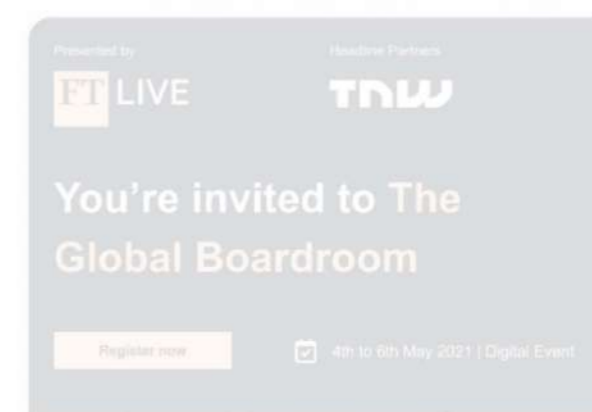 Presented by
Headline Partners
FT LIVE
TNW
You're invited to The
Global Boardroom
Register now
4th to 6th May 2021 | Digital Event